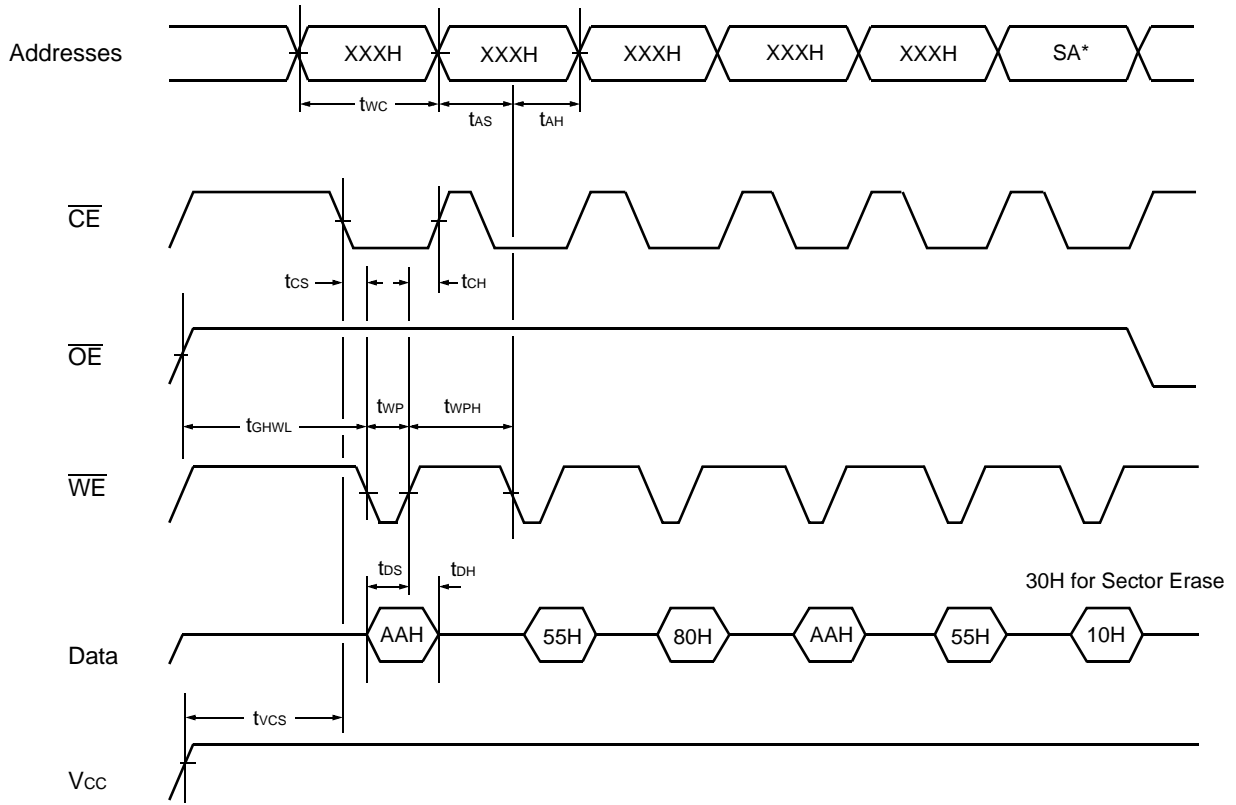 Addresses
XXXH XXXH XXXH XXXH XXXH SA*
tWC
tAS tAH
CE
tCS tCH
OE
tGHWL tWP tWPH
WE
tDS tDH
30H for Sector Erase
Data AAH 55H 80H AAH 55H 10H
tVCS
VCC